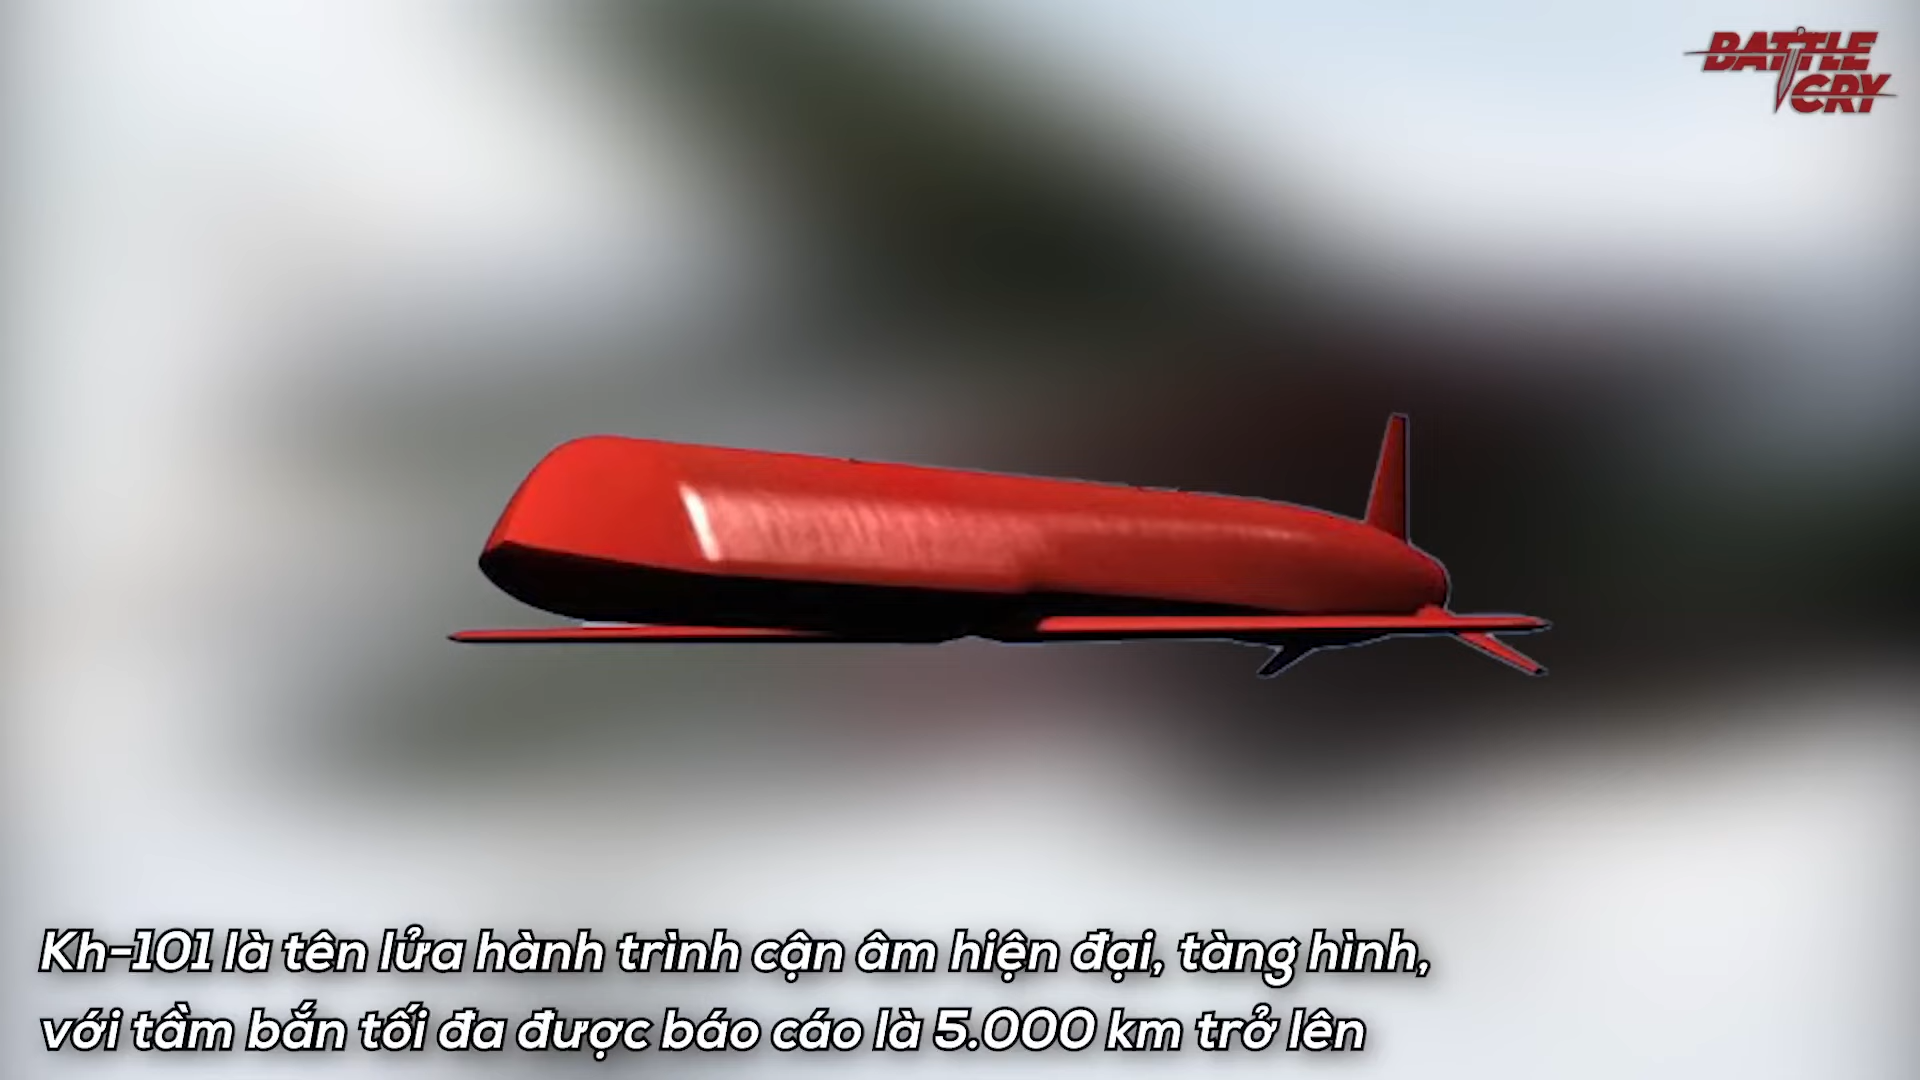 BATTLE
CRY
Kh-101 là tên lửa hành trình cận âm hiện đại, tàng hình,
với tầm bắn tối đa được báo cáo là 5.000 km trở lên